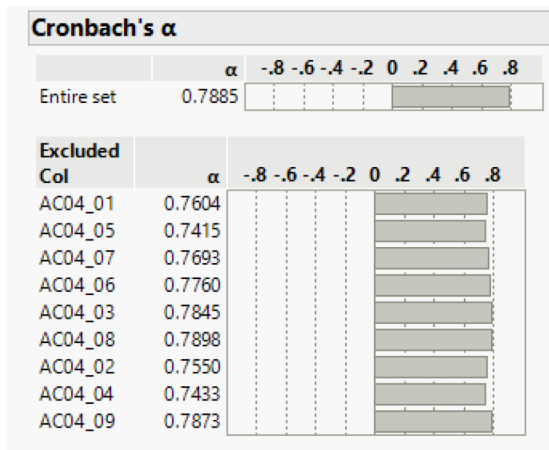 Cronbach's α
α -.8 -.6 -.4 -.2 0 .2 .4 .6 .8
Entire set 0.7885
Excluded
Col α -.8 -.6 -.4 -.2 0 .2 .4 .6 .8
AC04_01 0.7604
AC04_05 0.7415
AC04_07 0.7693
AC04_06 0.7760
AC04_03 0.7845
AC04_08 0.7898
AC04_02 0.7550
AC04_04 0.7433
AC04_09 0.7873